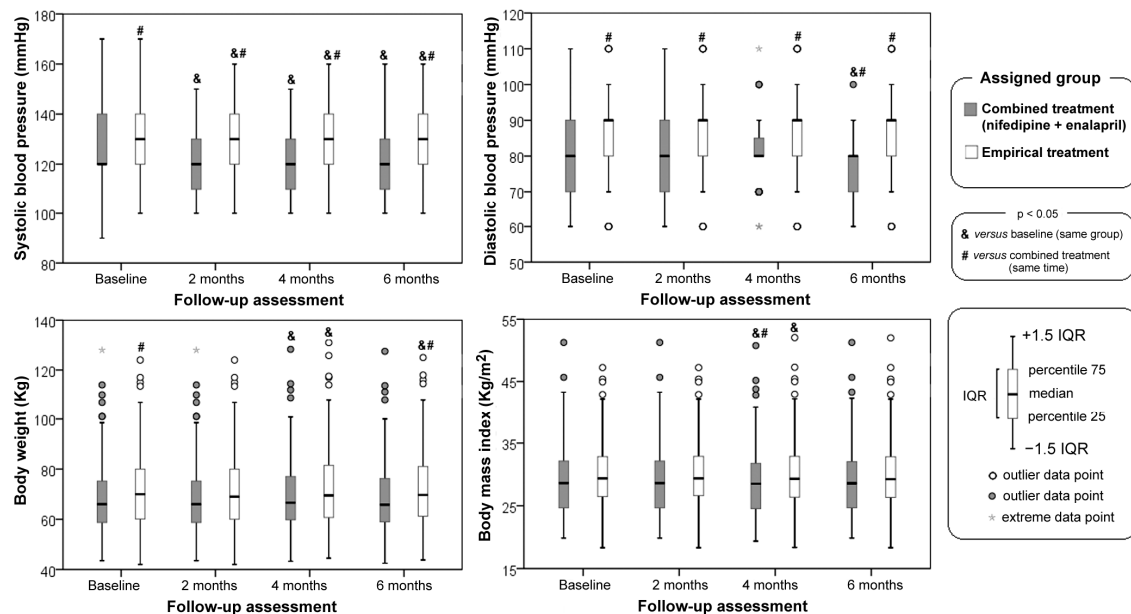 Systolic blood pressure (mmHg)
180
160
140
120
100
80
#
&
&#
&
&#
&
&#
Baseline
2 months
4 months
6 months
Follow-up assessment
Diastolic blood pressure (mmHg)
120
110
100
90
80
70
60
50
#
#
#
&#
#
Baseline
2 months
4 months
6 months
Follow-up assessment
Assigned group
Combined treatment
(nifedipine + enalapril)
Empirical treatment
p < 0.05
& versus baseline (same group)
# versus combined treatment
(same time)
Body weight (Kg)
140
120
100
80
60
40
#
&
&
&#
Baseline
2 months
4 months
6 months
Follow-up assessment
Body mass index (Kg/m²)
55
45
35
25
15
&#
&
Baseline
2 months
4 months
6 months
Follow-up assessment
+1.5 IQR
percentile 75
IQR
median
percentile 25
−1.5 IQR
outlier data point
outlier data point
extreme data point